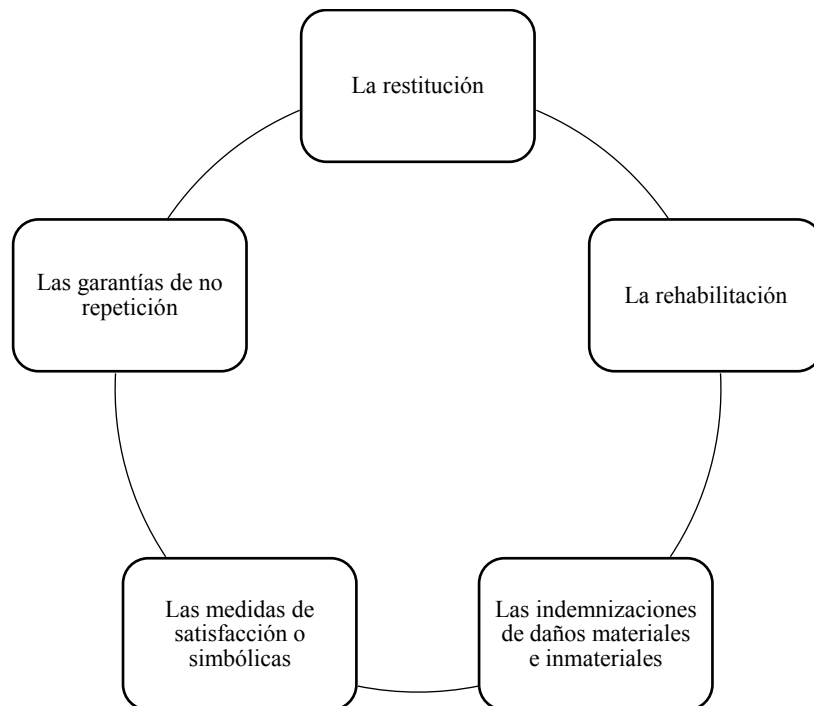 La restitución
La rehabilitación
Las indemnizaciones
de daños materiales
e inmateriales
Las medidas de
satisfacción o
simbólicas
Las garantías de no
repetición